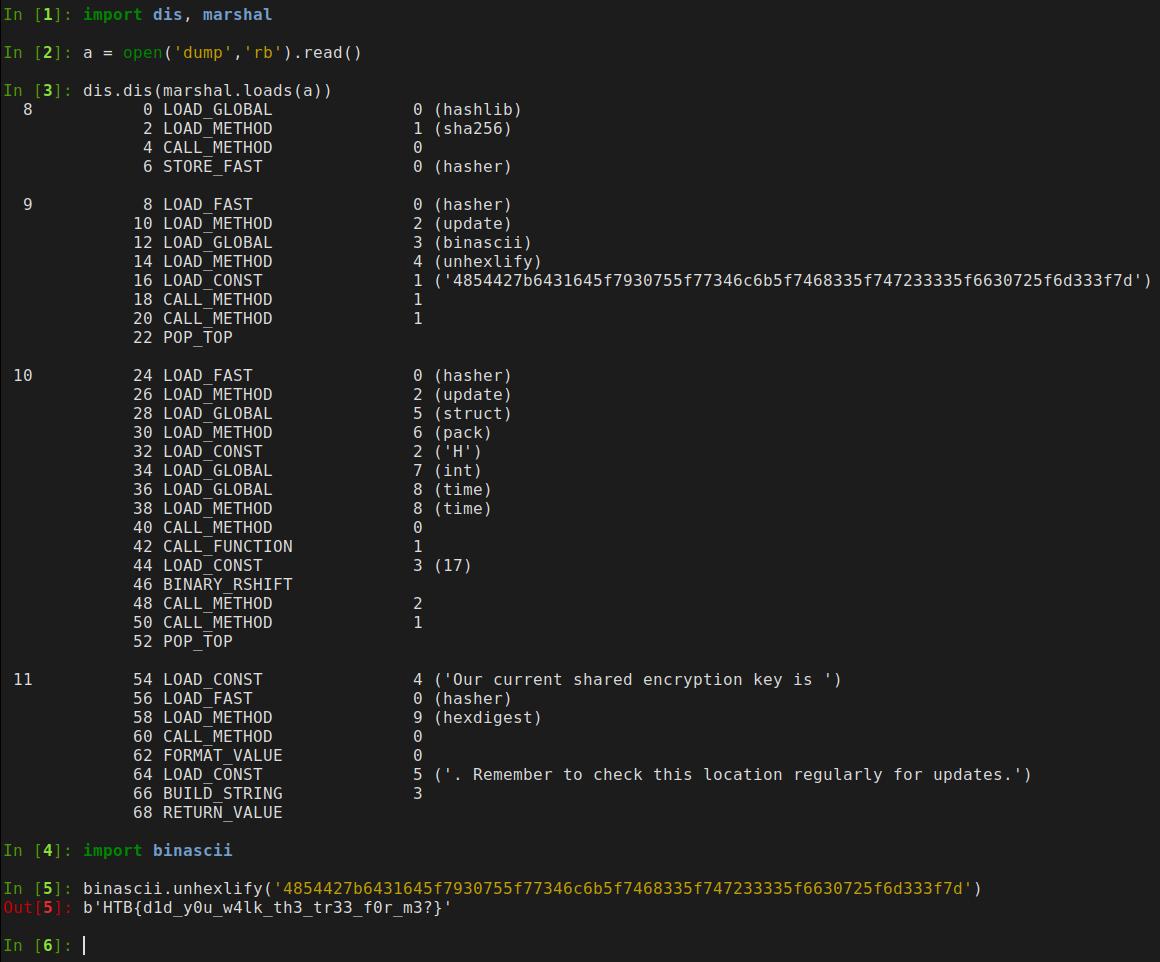 In [1]: import dis, marshal
In [2]: a = open('dump','rb').read()
In [3]: dis.dis(marshal.loads(a))
  8           0 LOAD_GLOBAL              0 (hashlib)
              2 LOAD_METHOD              1 (sha256)
              4 CALL_METHOD              0
              6 STORE_FAST               0 (hasher)
  9           8 LOAD_FAST                0 (hasher)
             10 LOAD_METHOD              2 (update)
             12 LOAD_GLOBAL              3 (binascii)
             14 LOAD_METHOD              4 (unhexlify)
             16 LOAD_CONST               1 ('4854427b6431645f7930755f77346c6b5f7468335f747233335f6630725f6d333f7d')
             18 CALL_METHOD              1
             20 CALL_METHOD              1
             22 POP_TOP
 10          24 LOAD_FAST                0 (hasher)
             26 LOAD_METHOD              2 (update)
             28 LOAD_GLOBAL              5 (struct)
             30 LOAD_METHOD              6 (pack)
             32 LOAD_CONST               2 ('H')
             34 LOAD_GLOBAL              7 (int)
             36 LOAD_GLOBAL              8 (time)
             38 LOAD_METHOD              8 (time)
             40 CALL_METHOD              0
             42 CALL_FUNCTION            1
             44 LOAD_CONST               3 (17)
             46 BINARY_RSHIFT
             48 CALL_METHOD              2
             50 CALL_METHOD              1
             52 POP_TOP
 11          54 LOAD_CONST               4 ('Our current shared encryption key is ')
             56 LOAD_FAST                0 (hasher)
             58 LOAD_METHOD              9 (hexdigest)
             60 CALL_METHOD              0
             62 FORMAT_VALUE             0
             64 LOAD_CONST               5 ('. Remember to check this location regularly for updates.')
             66 BUILD_STRING             3
             68 RETURN_VALUE
In [4]: import binascii
In [5]: binascii.unhexlify('4854427b6431645f7930755f77346c6b5f7468335f747233335f6630725f6d333f7d')
Out[5]: b'HTB{d1d_y0u_w4lk_th3_tr33_f0r_m3?}'
In [6]: